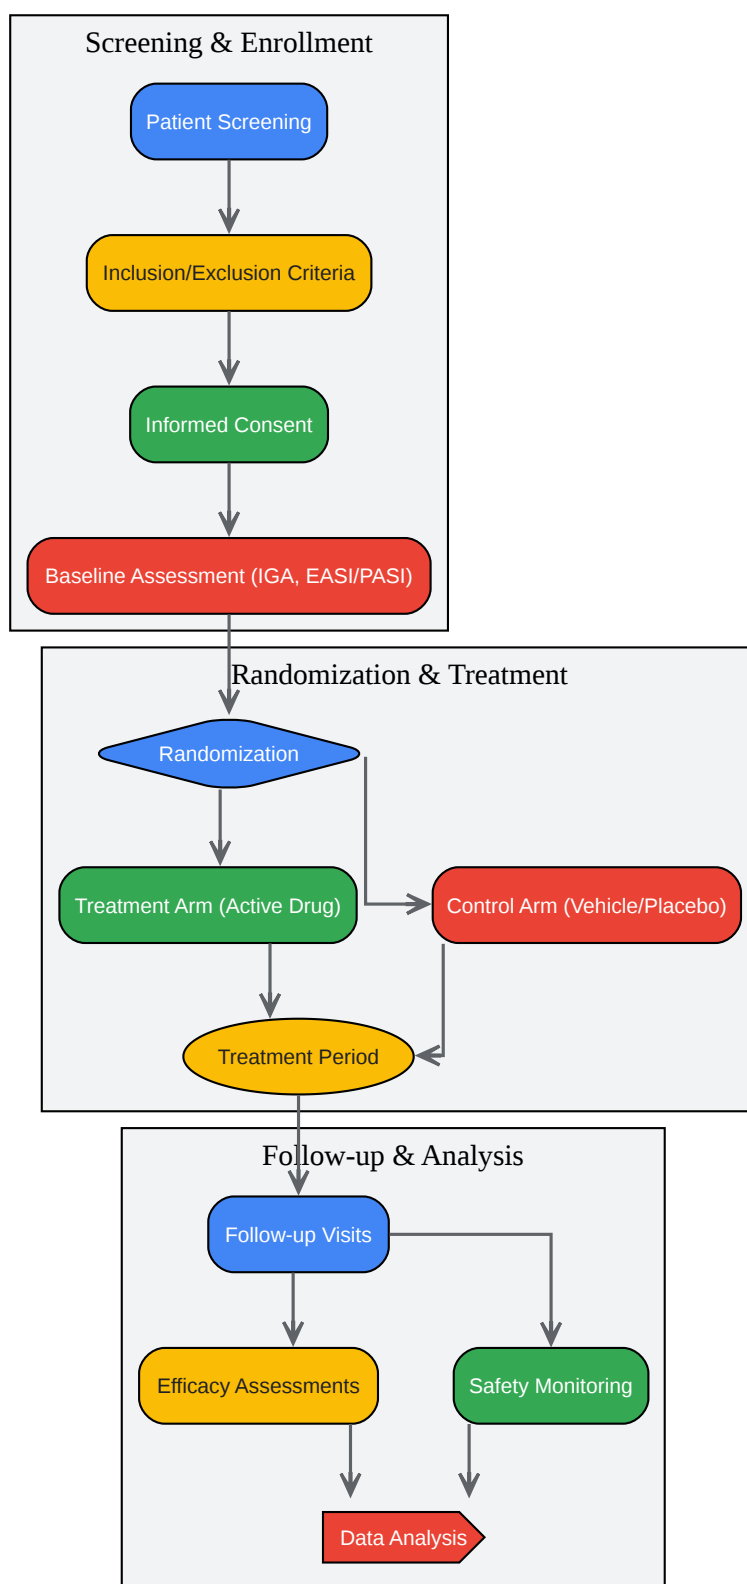 Screening & Enrollment
Patient Screening
Inclusion/Exclusion Criteria
Informed Consent
Baseline Assessment (IGA, EASI/PASI)
Randomization & Treatment
Randomization
Treatment Arm (Active Drug)
Control Arm (Vehicle/Placebo)
Treatment Period
Follow-up & Analysis
Follow-up Visits
Efficacy Assessments
Safety Monitoring
Data Analysis